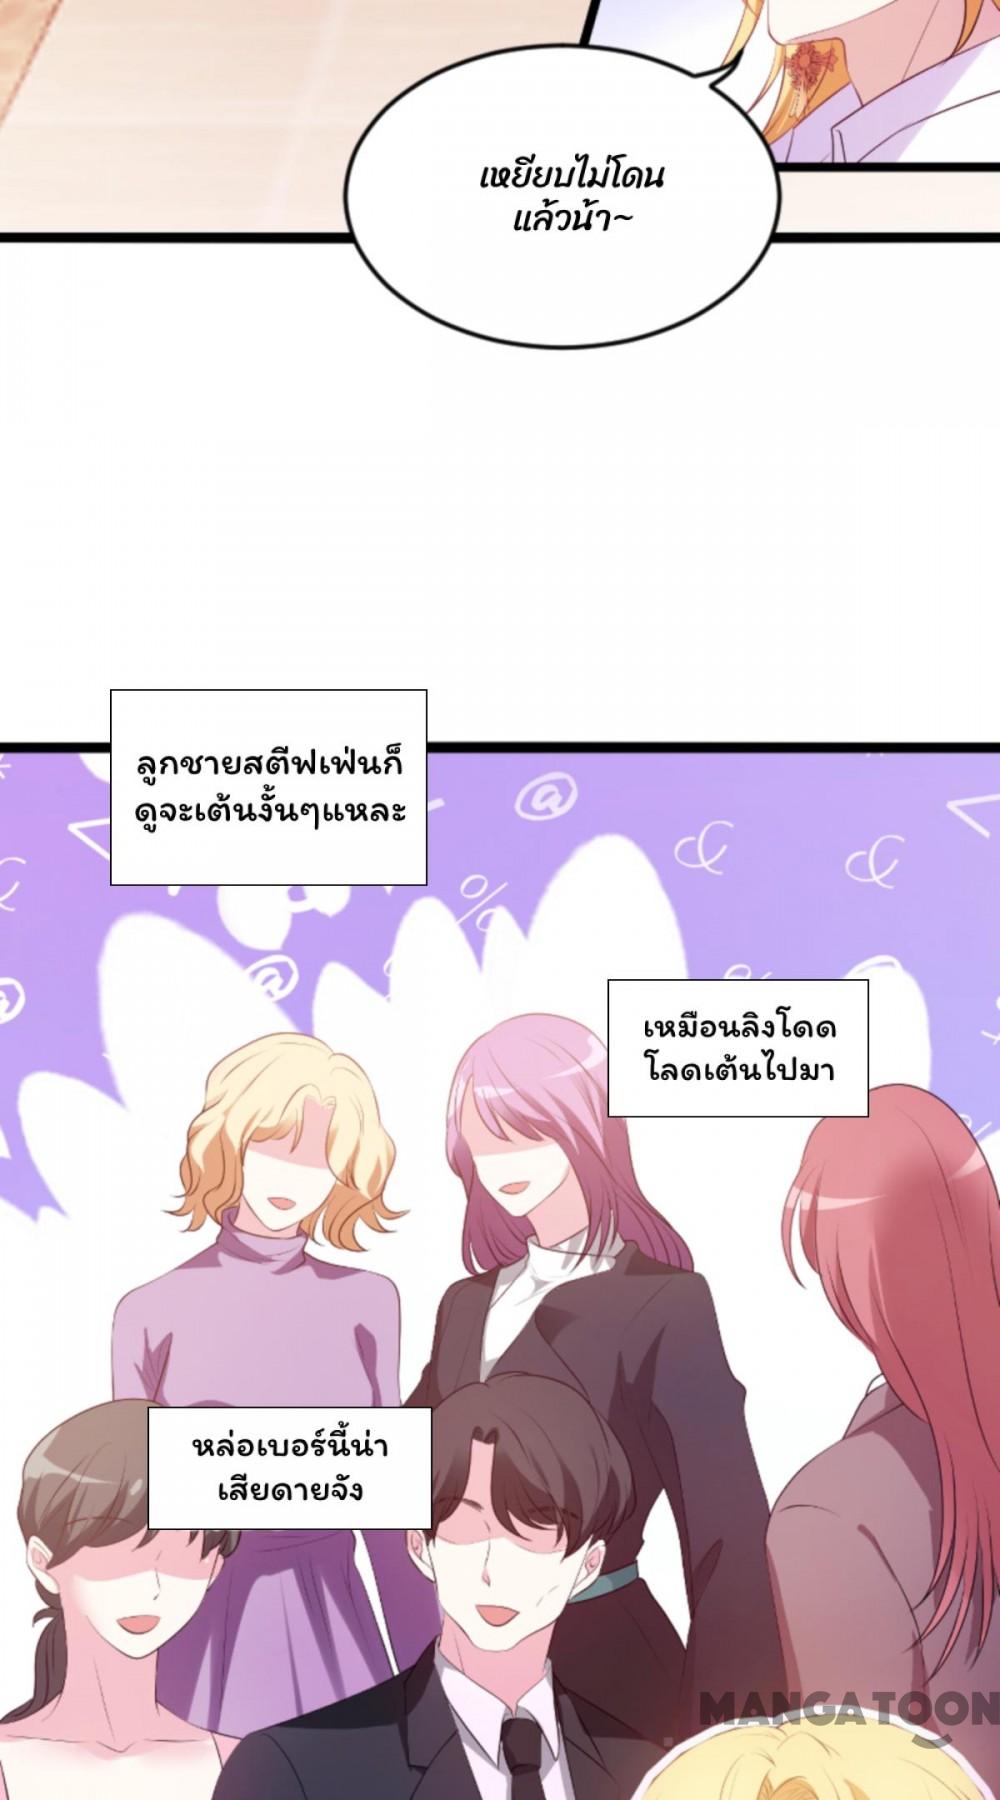 เหยียบไม่โดน
แล้วน้า~
ลูกชายสตีฟเฟ่นก็
ดูจะเต้นงั้นๆแหละ
เหมือนลิงโดด
โลดเต้นไปมา
หล่อเบอร์นี้น่า
เสียดายจัง
MANGATOON